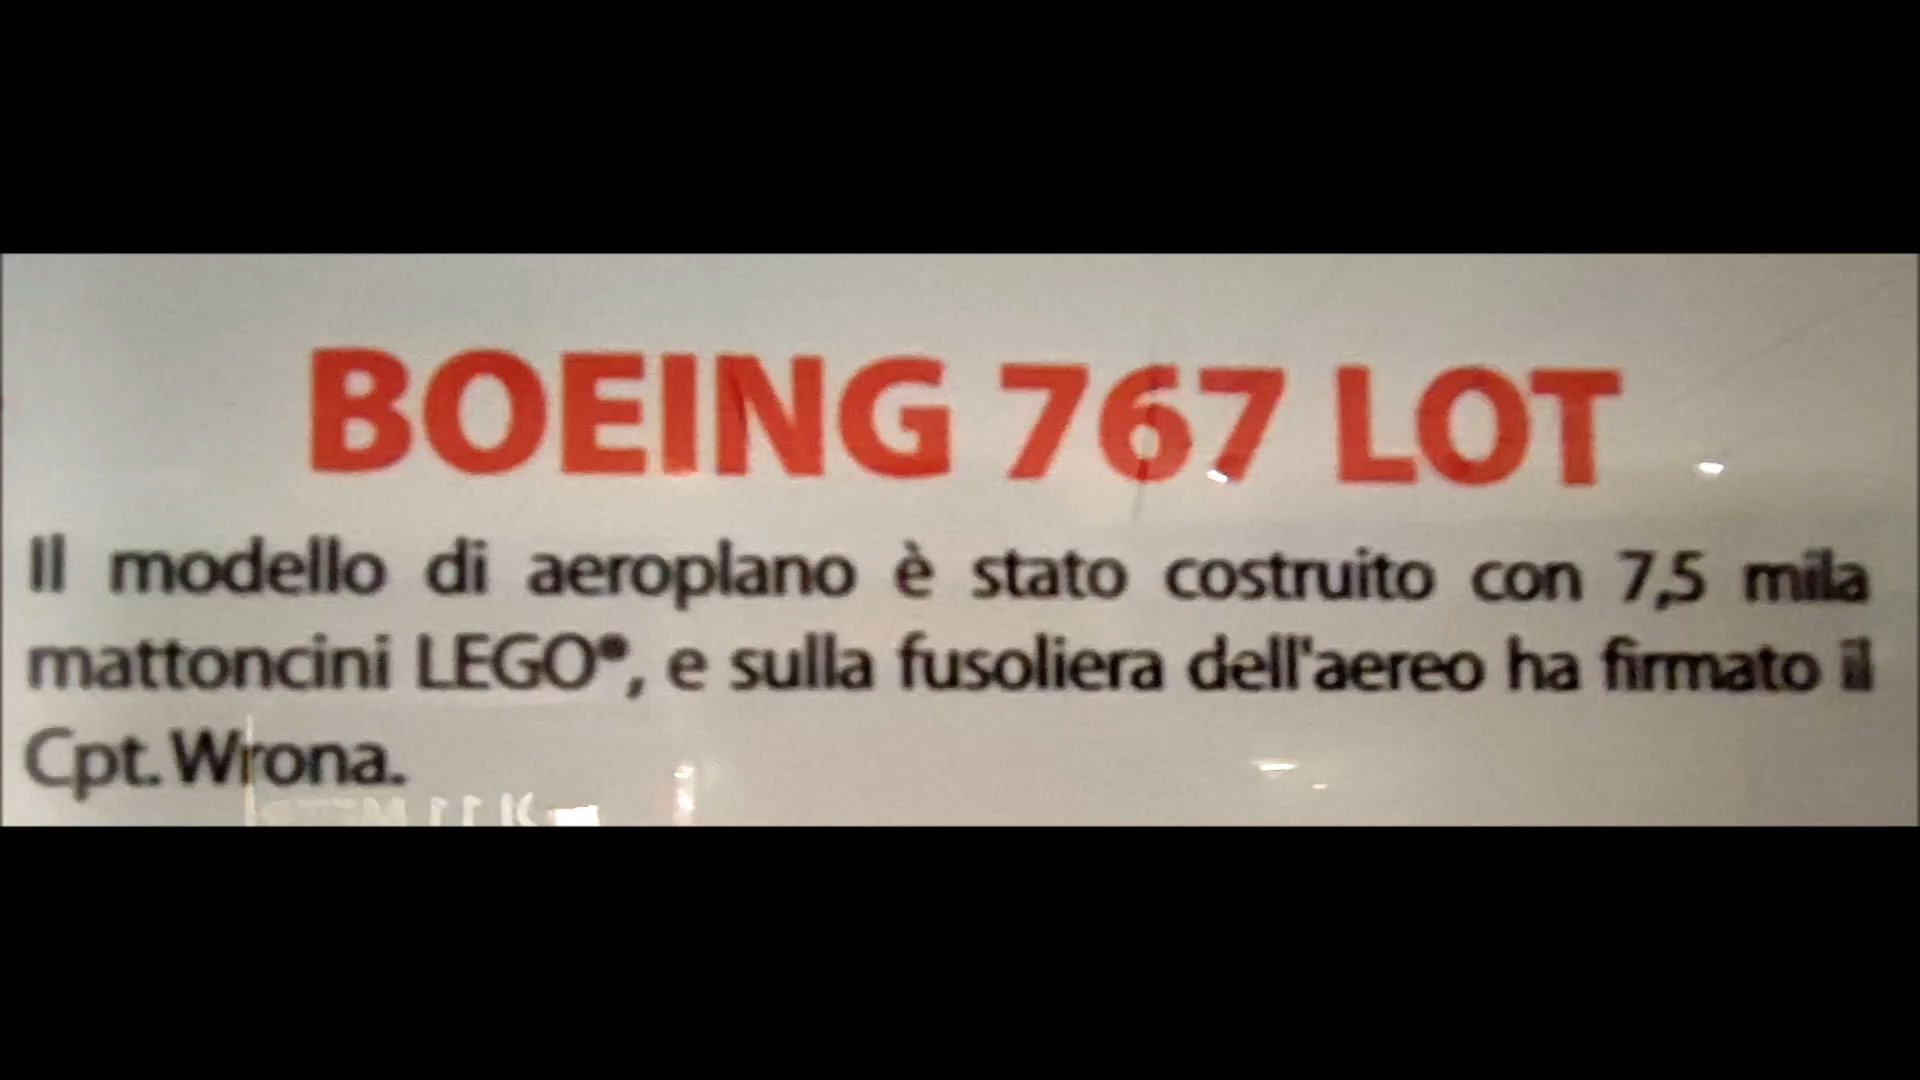 BOEING 767 LOT
Il modello di aeroplano è stato costruito con 7,5 mila
mattoncini LEGO®, e sulla fusoliera dell'aereo ha firmato il
Cpt. Wrona.